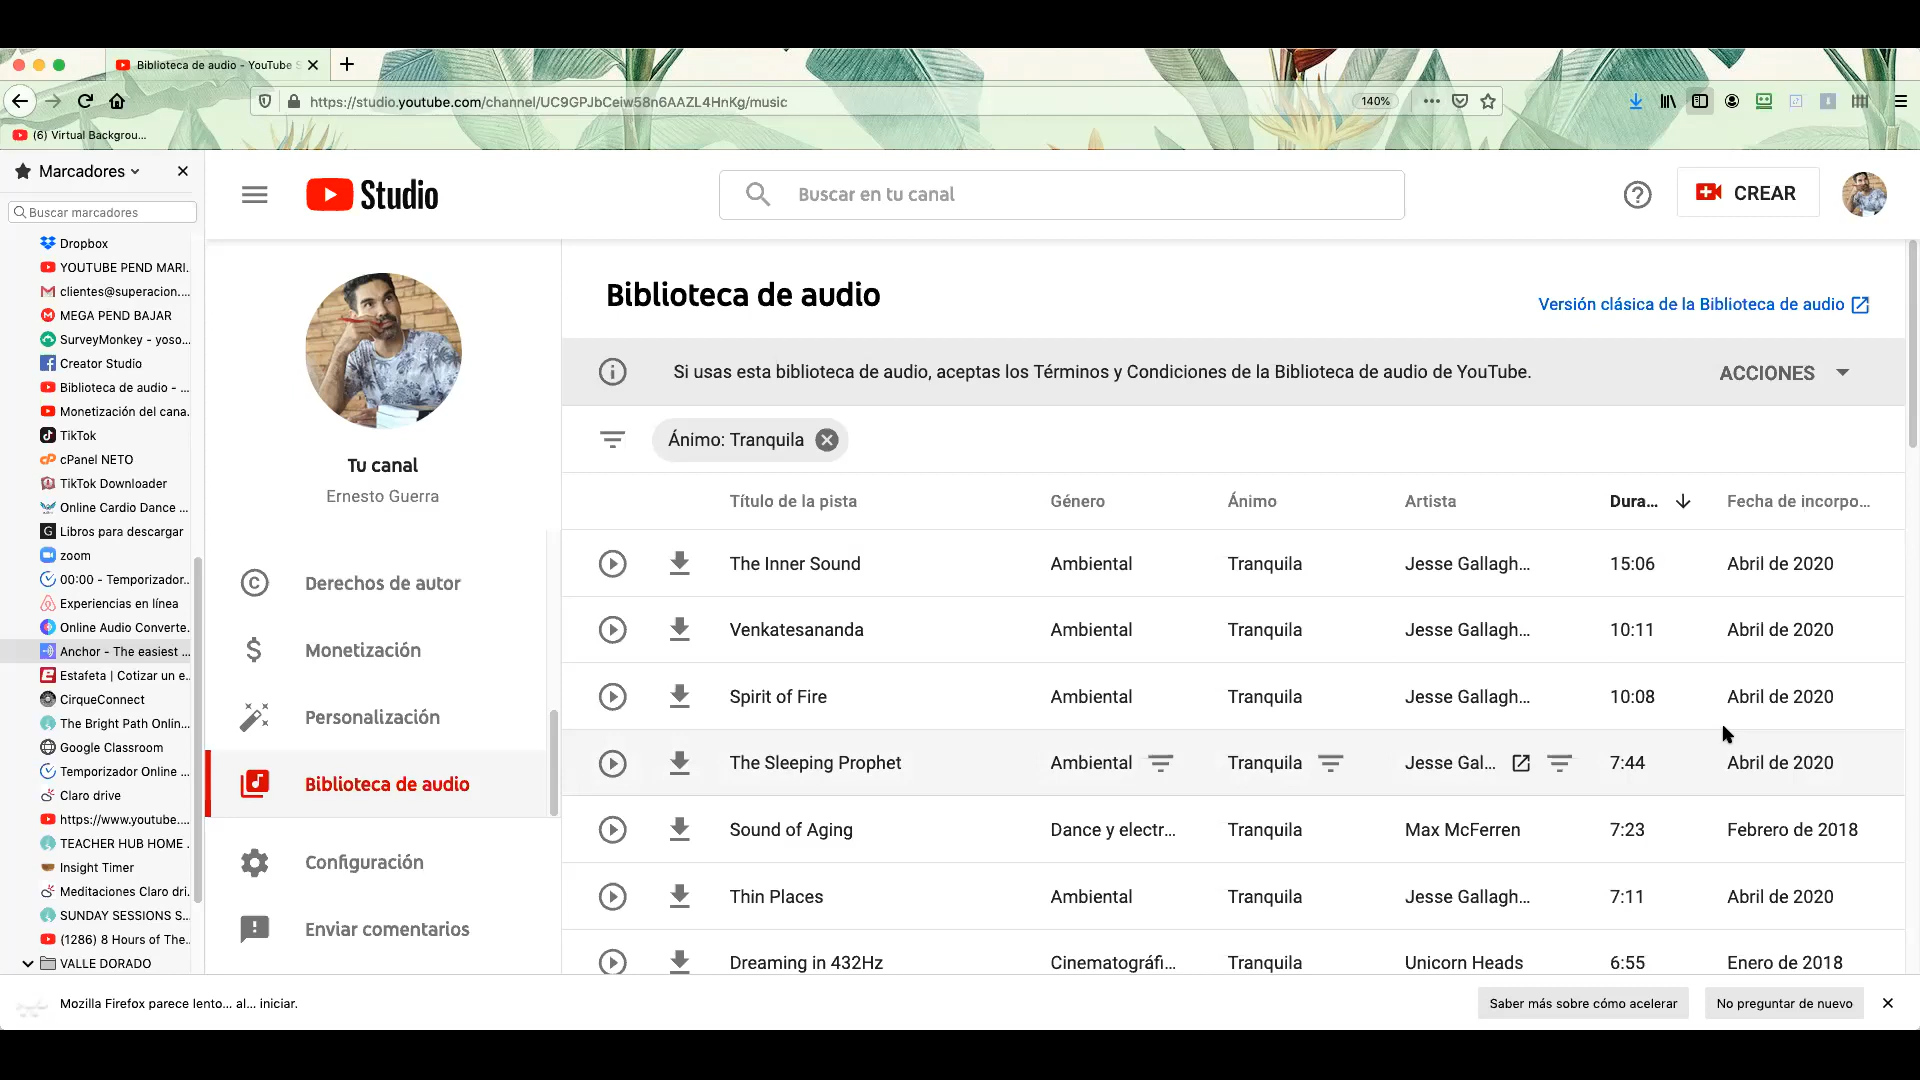 Biblioteca de audio - YouTube S
https://studio.youtube.com/channel/UC9GPJbCeiw58n6AAZL4HnKg/music
140%
(6) Virtual Backgrou...
Marcadores
Buscar marcadores
Dropbox
YOUTUBE PEND MARI.
clientes@superacion....
MEGA PEND BAJAR
SurveyMonkey - yoso...
Creator Studio
Biblioteca de audio - ...
Monetización del cana.
TikTok
cPanel NETO
TikTok Downloader
Online Cardio Dance ...
Libros para descargar
zoom
00:00 - Temporizador..
Experiencias en línea
Online Audio Converte.
Anchor - The easiest ...
Estafeta | Cotizar un e.
CirqueConnect
The Bright Path Onlin...
Google Classroom
Temporizador Online ...
Claro drive
https://www.youtube....
TEACHER HUB HOME .
Insight Timer
Meditaciones Claro dri.
SUNDAY SESSIONS S...
(1286) 8 Hours of The..
VALLE DORADO
Studio
Buscar en tu canal
CREAR
Tu canal
Ernesto Guerra
Derechos de autor
Monetización
Personalización
Biblioteca de audio
Configuración
Enviar comentarios
Biblioteca de audio
Versión clásica de la Biblioteca de audio
Si usas esta biblioteca de audio, aceptas los Términos y Condiciones de la Biblioteca de audio de YouTube.
ACCIONES
Ánimo: Tranquila
Título de la pista Género Ánimo Artista Dura... Fecha de incorpo...
The Inner Sound Ambiental Tranquila Jesse Gallagh... 15:06 Abril de 2020
Venkatesananda Ambiental Tranquila Jesse Gallagh... 10:11 Abril de 2020
Spirit of Fire Ambiental Tranquila Jesse Gallagh... 10:08 Abril de 2020
The Sleeping Prophet Ambiental Tranquila Jesse Gal... 7:44 Abril de 2020
Sound of Aging Dance y electr... Tranquila Max McFerren 7:23 Febrero de 2018
Thin Places Ambiental Tranquila Jesse Gallagh... 7:11 Abril de 2020
Dreaming in 432Hz Cinematográfi... Tranquila Unicorn Heads 6:55 Enero de 2018
Mozilla Firefox parece lento... al... iniciar.
Saber más sobre cómo acelerar
No preguntar de nuevo